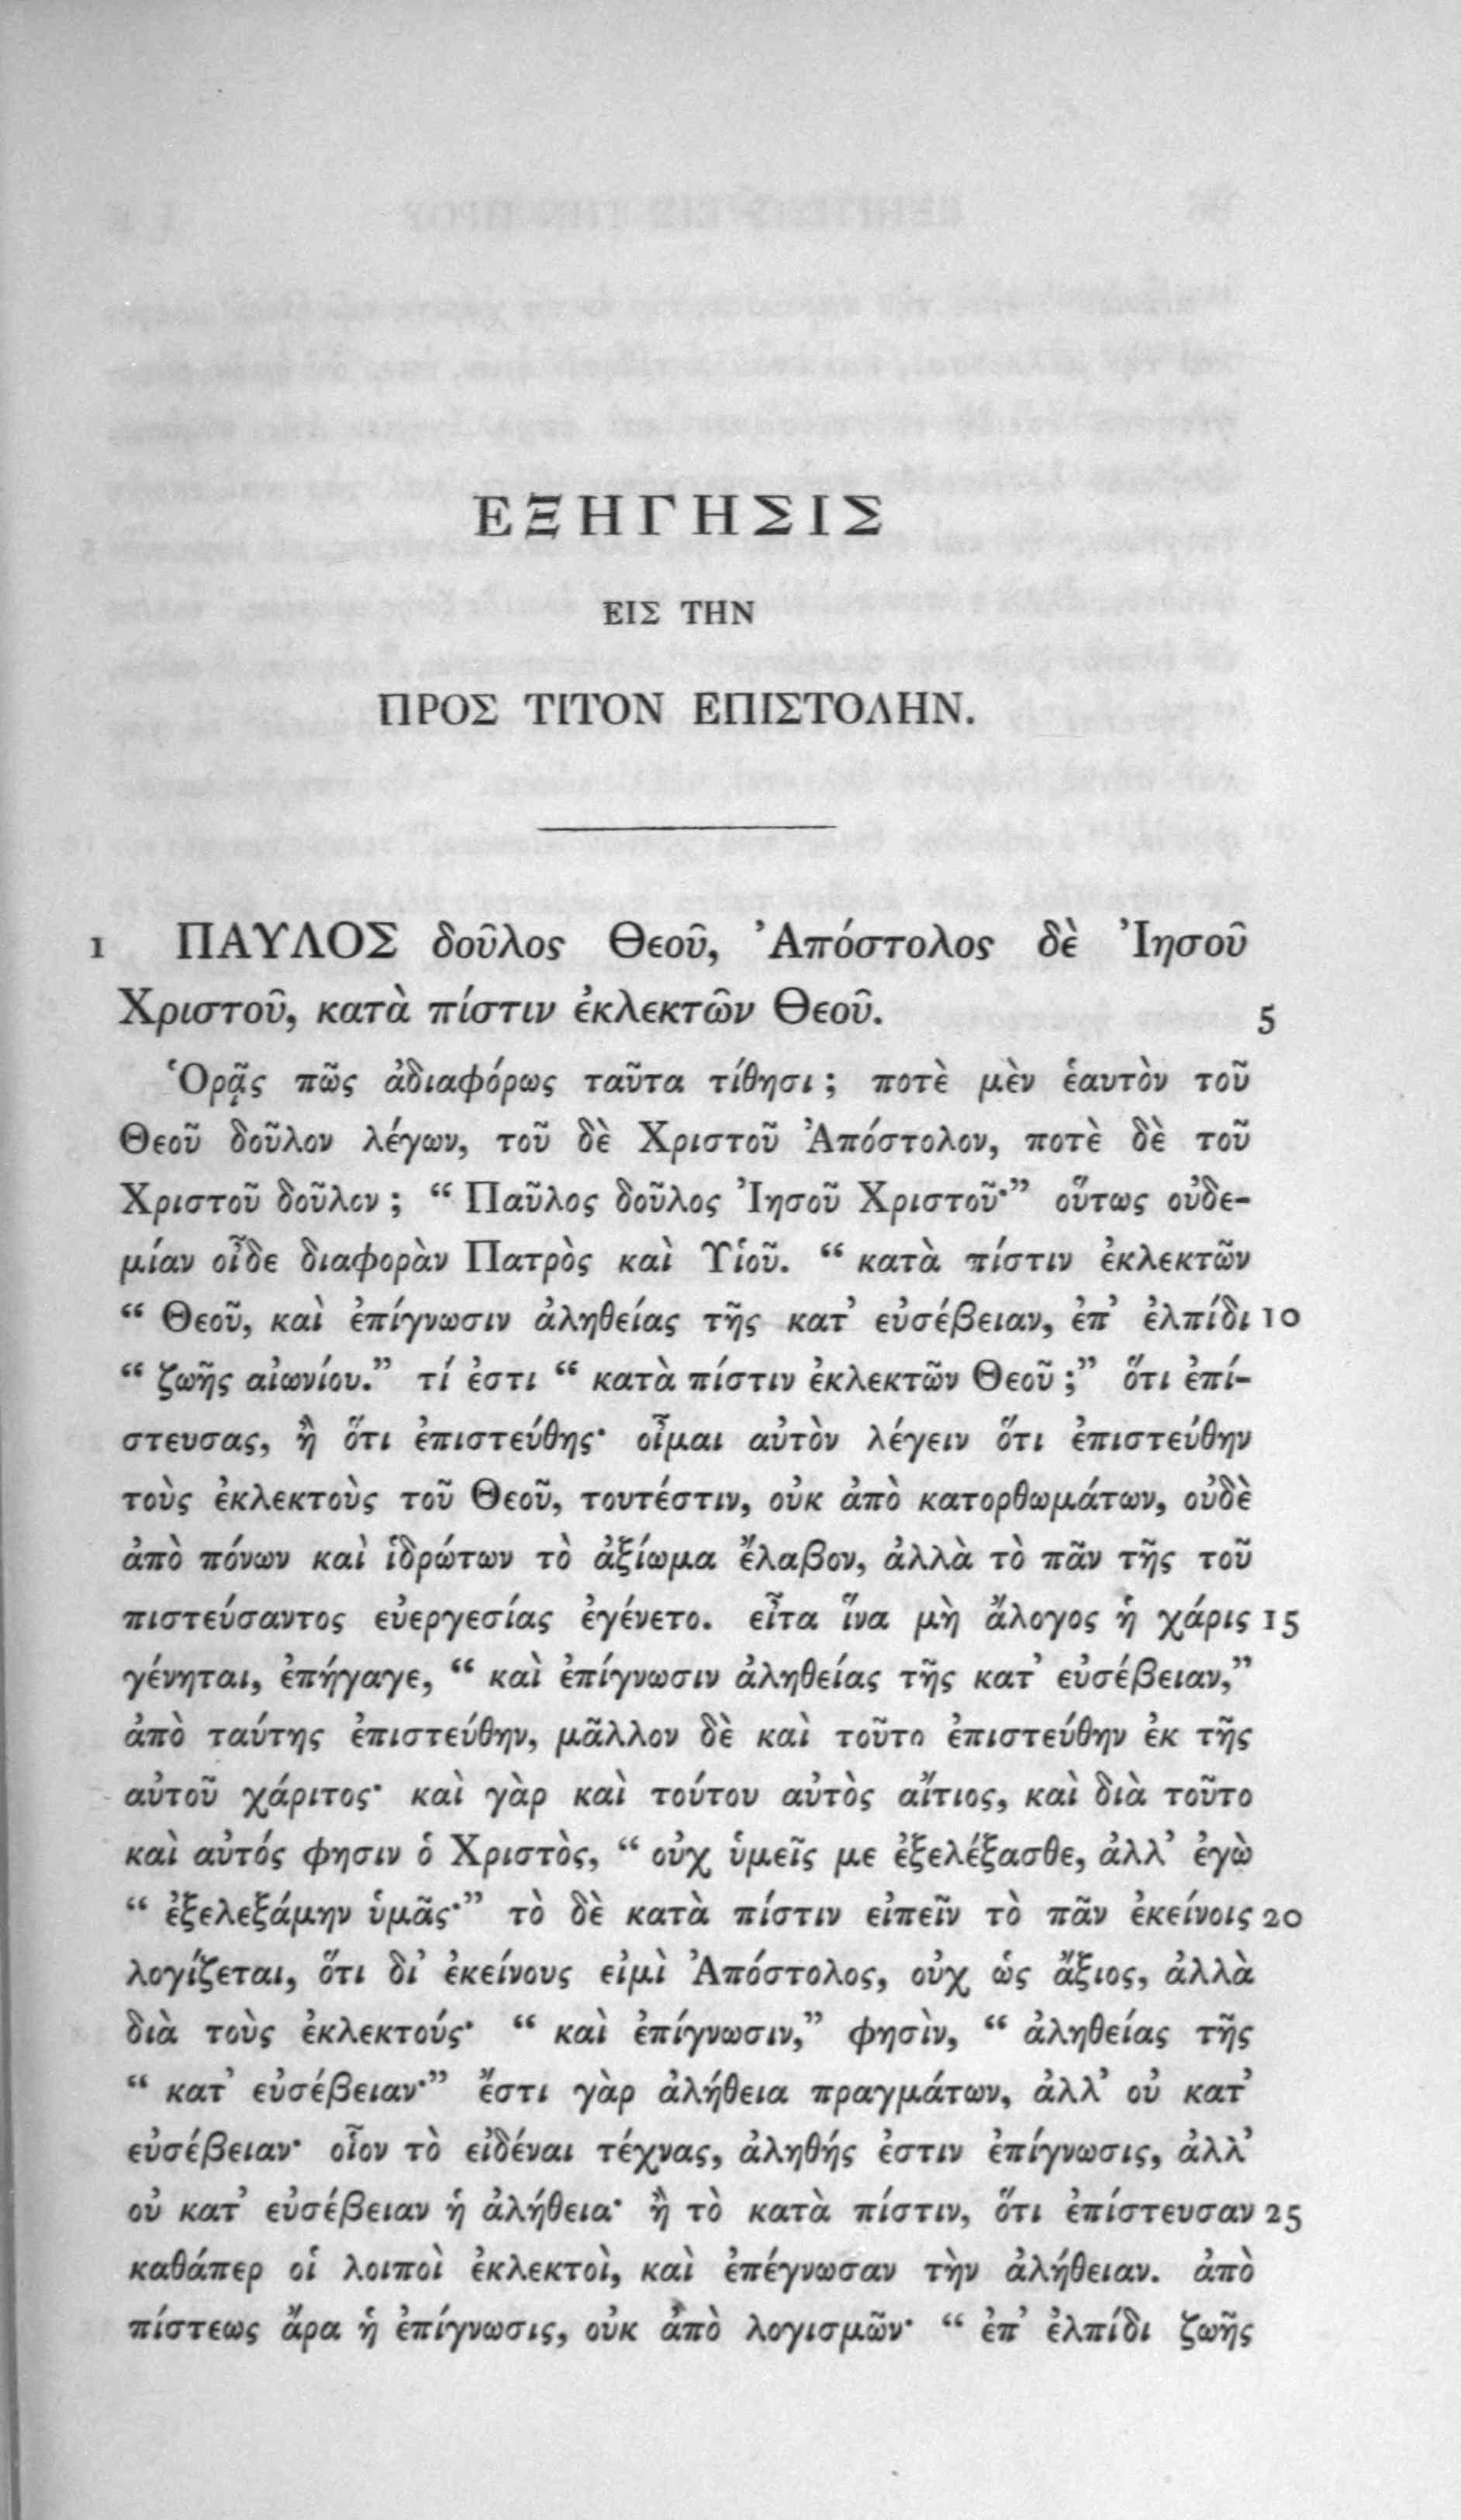 ΕΞΗΓΗΣΙΣ
ΕΙΣ ΤΗΝ
ΠΡΟΣ ΤΙΤΟΝ ΕΠΙΣΤΟΛΗΝ.
1 ΠΑΥΛΟΣ δοῦλος Θεοῦ, Ἀπόστολος δὲ Ἰησοῦ
Χριστοῦ, κατὰ πίστιν ἐκλεκτῶν Θεοῦ. 5
Ὁρᾷς πῶς ἀδιαφόρως ταῦτα τίθησι; ποτὲ μὲν ἑαυτὸν τοῦ
Θεοῦ δοῦλον λέγων, τοῦ δὲ Χριστοῦ Ἀπόστολον, ποτὲ δὲ τοῦ
Χριστοῦ δοῦλον; “ Παῦλος δοῦλος Ἰησοῦ Χριστοῦ·” οὕτως οὐδε-
μίαν οἶδε διαφορὰν Πατρὸς καὶ Υἱοῦ. “ κατὰ πίστιν ἐκλεκτῶν
“ Θεοῦ, καὶ ἐπίγνωσιν ἀληθείας τῆς κατ’ εὐσέβειαν, ἐπ’ ἐλπίδι 10
“ ζωῆς αἰωνίου.” τί ἐστι “ κατὰ πίστιν ἐκλεκτῶν Θεοῦ;” ὅτι ἐπί-
στευσας, ἢ ὅτι ἐπιστεύθης· οἶμαι αὐτὸν λέγειν ὅτι ἐπιστεύθην
τοὺς ἐκλεκτοὺς τοῦ Θεοῦ, τουτέστιν, οὐκ ἀπὸ κατορθωμάτων, οὐδὲ
ἀπὸ πόνων καὶ ἱδρώτων τὸ ἀξίωμα ἔλαβον, ἀλλὰ τὸ πᾶν τῆς τοῦ
πιστεύσαντος εὐεργεσίας ἐγένετο. εἶτα ἵνα μὴ ἄλογος ἡ χάρις 15
γένηται, ἐπήγαγε, “ καὶ ἐπίγνωσιν ἀληθείας τῆς κατ’ εὐσέβειαν,”
ἀπὸ ταύτης ἐπιστεύθην, μᾶλλον δὲ καὶ τοῦτο ἐπιστεύθην ἐκ τῆς
αὐτοῦ χάριτος· καὶ γὰρ καὶ τούτου αὐτὸς αἴτιος, καὶ διὰ τοῦτο
καὶ αὐτός φησιν ὁ Χριστὸς, “ οὐχ ὑμεῖς με ἐξελέξασθε, ἀλλ’ ἐγὼ
“ ἐξελεξάμην ὑμᾶς·” τὸ δὲ κατὰ πίστιν εἰπεῖν τὸ πᾶν ἐκείνοις 20
λογίζεται, ὅτι δι’ ἐκείνους εἰμὶ Ἀπόστολος, οὐχ ὡς ἄξιος, ἀλλὰ
διὰ τοὺς ἐκλεκτούς· “ καὶ ἐπίγνωσιν,” φησὶν, “ ἀληθείας τῆς
“ κατ’ εὐσέβειαν·” ἔστι γὰρ ἀλήθεια πραγμάτων, ἀλλ’ οὐ κατ’
εὐσέβειαν· οἷον τὸ εἰδέναι τέχνας, ἀληθής ἐστιν ἐπίγνωσις, ἀλλ’
οὐ κατ’ εὐσέβειαν ἡ ἀλήθεια· ἢ τὸ κατὰ πίστιν, ὅτι ἐπίστευσαν 25
καθάπερ οἱ λοιποὶ ἐκλεκτοὶ, καὶ ἐπέγνωσαν τὴν ἀλήθειαν. ἀπὸ
πίστεως ἄρα ἡ ἐπίγνωσις, οὐκ ἀπὸ λογισμῶν· “ ἐπ’ ἐλπίδι ζωῆς